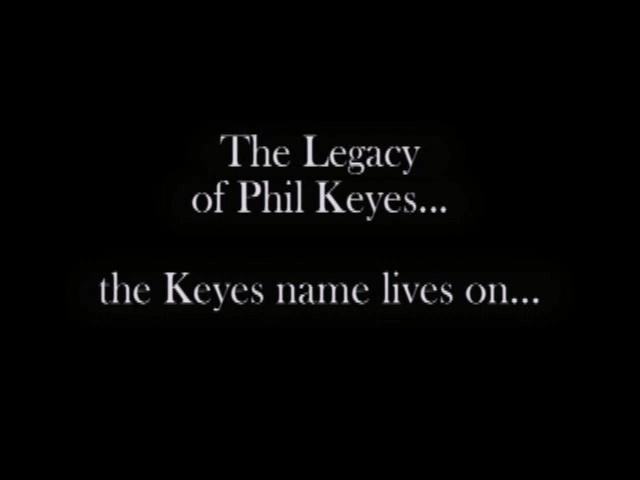 The Legacy
of Phil Keyes...
the Keyes name lives on...